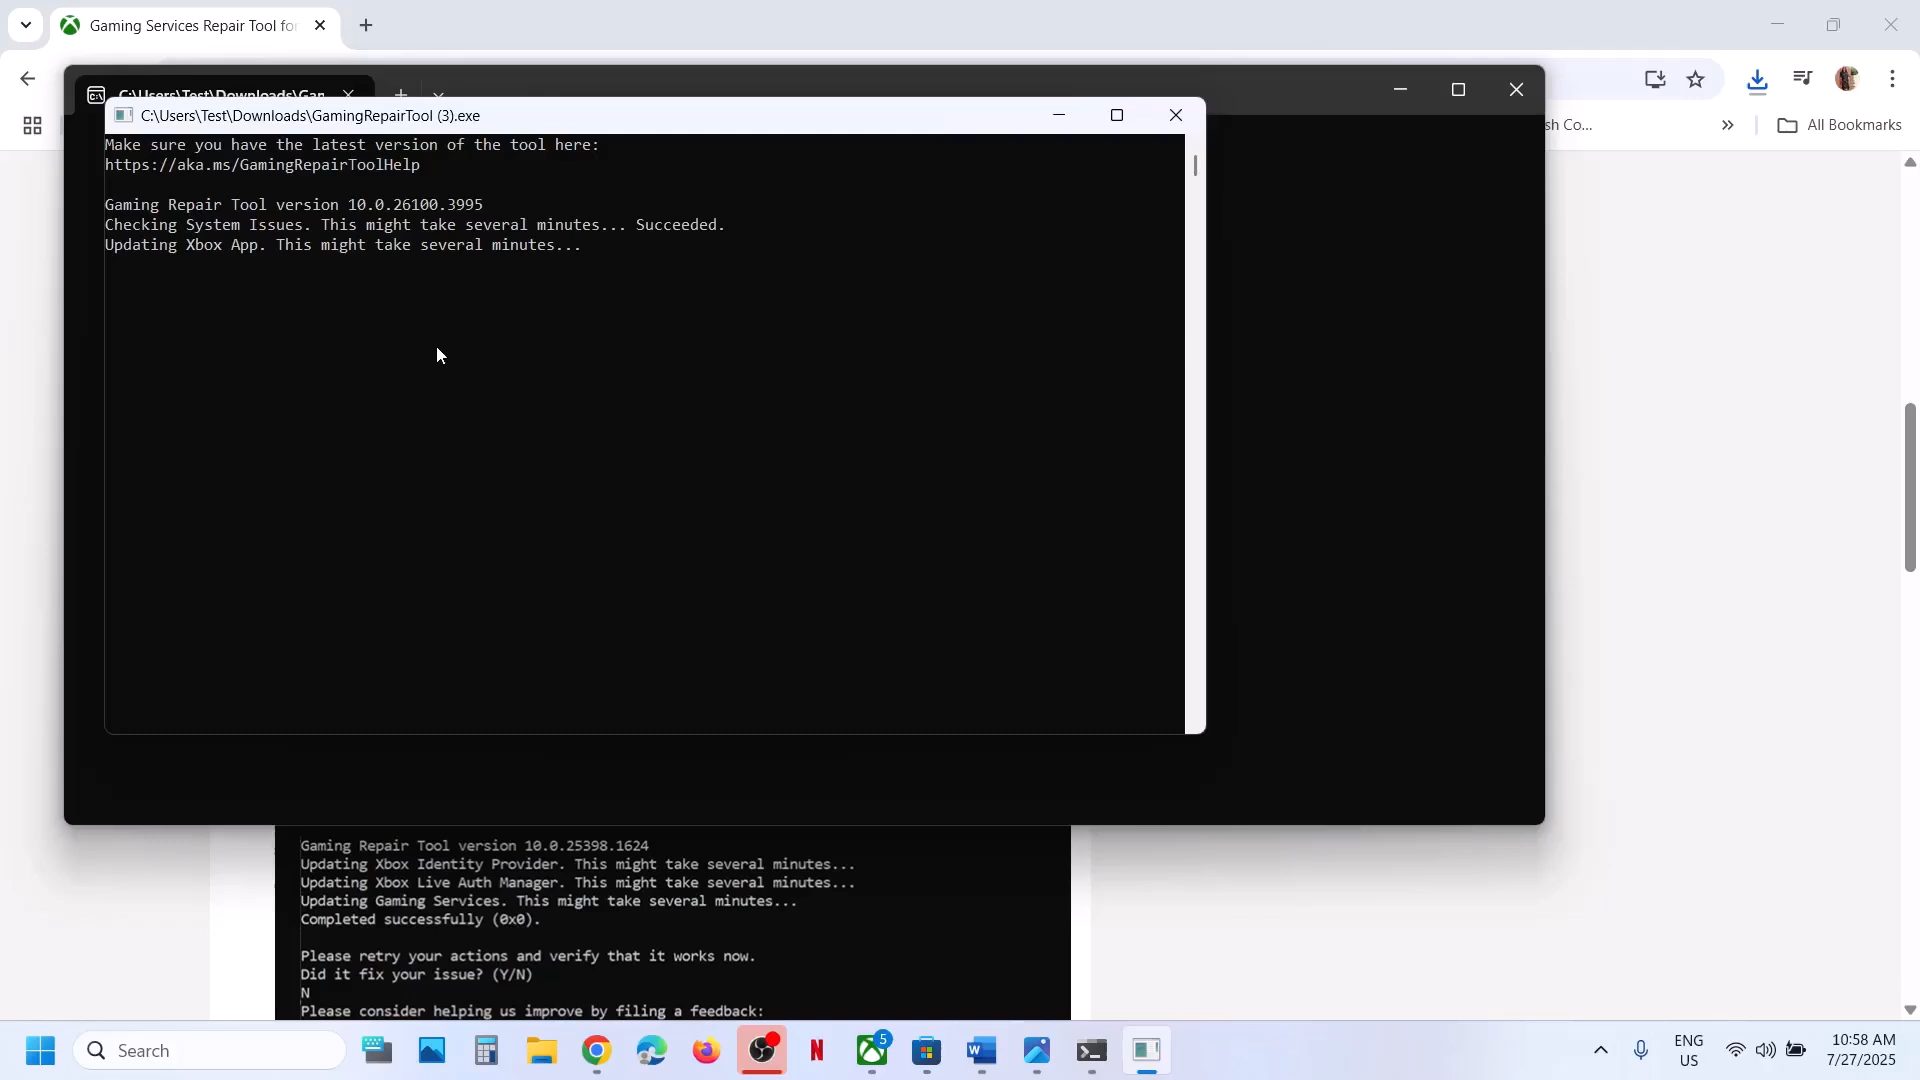 Gaming Services Repair Tool for
sh Co...
All Bookmarks
C:\Users\Test\Downloads\Gan
C:\Users\Test\Downloads\GamingRepairTool (3).exe
Make sure you have the latest version of the tool here:
https://aka.ms/GamingRepairToolHelp
Gaming Repair Tool version 10.0.26100.3995
Checking System Issues. This might take several minutes... Succeeded.
Updating Xbox App. This might take several minutes...
Gaming Repair Tool version 10.0.25398.1624
Updating Xbox Identity Provider. This might take several minutes...
Updating Xbox Live Auth Manager. This might take several minutes...
Updating Gaming Services. This might take several minutes...
Completed successfully (0x0).
Please retry your actions and verify that it works now.
Did it fix your issue? (Y/N)
N
Please consider helping us improve by filing a feedback:
Search
5
ENG
US
10:58 AM
7/27/2025